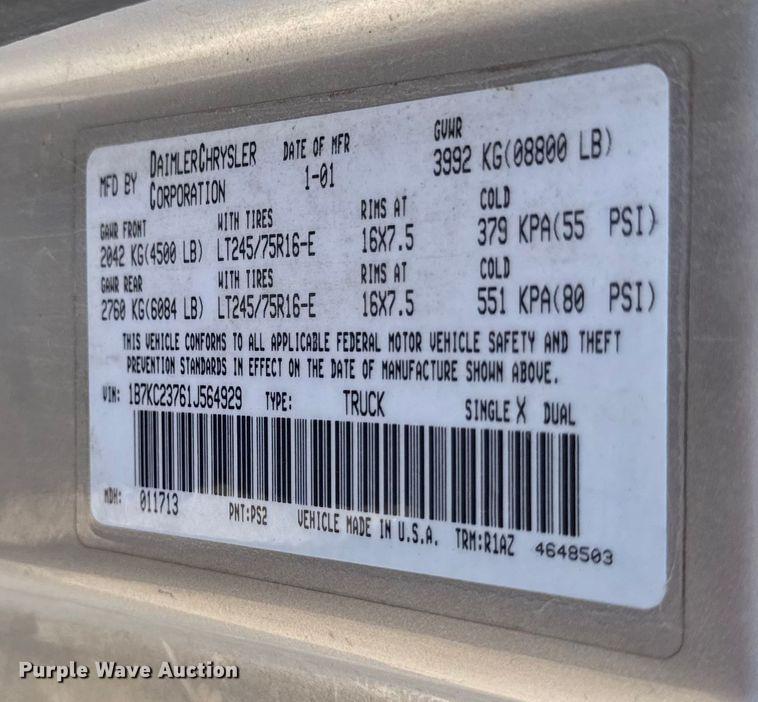 MFD BY DAIMLERCHRYSLER CORPORATION DATE OF MFR 1-01 GVWR 3992 KG(08800 LB)
GAWR FRONT WITH TIRES RIMS AT COLD
2042 KG(4500 LB) LT245/75R16-E 16X7.5 379 KPA(55 PSI)
GAWR REAR WITH TIRES RIMS AT COLD
2760 KG(6084 LB) LT245/75R16-E 16X7.5 551 KPA(80 PSI)
THIS VEHICLE CONFORMS TO ALL APPLICABLE FEDERAL MOTOR VEHICLE SAFETY AND THEFT
PREVENTION STANDARDS IN EFFECT ON THE DATE OF MANUFACTURE SHOWN ABOVE.
VIN: 1B7KC23761J564929 TYPE: TRUCK SINGLE X DUAL
MDH: 011713 PNT:PS2 VEHICLE MADE IN U.S.A. TRM:R1AZ 4648503
Purple Wave Auction